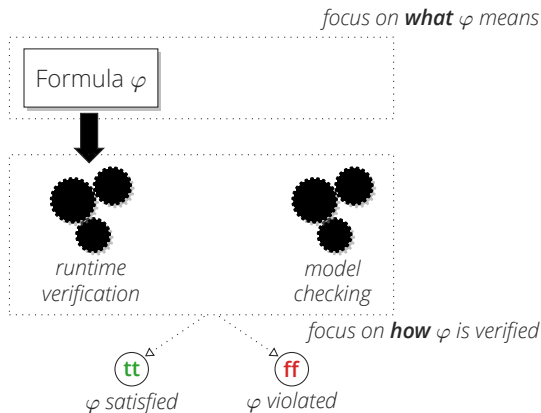 focus on what φ means
Formula φ
runtime
verification
model
checking
focus on how φ is verified
tt
ff
φ satisfied
φ violated